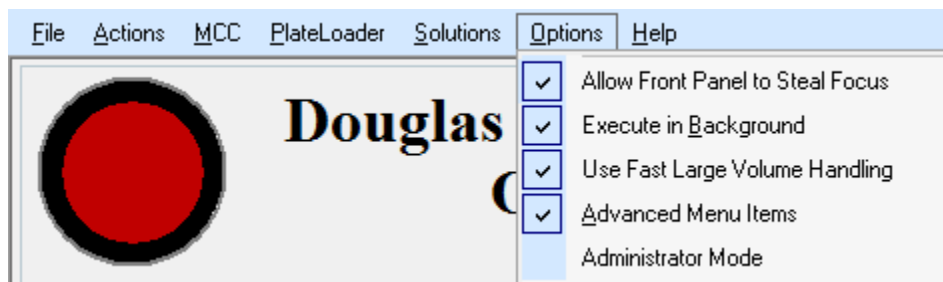 File Actions MCC PlateLoader Solutions Options Help
Allow Front Panel to Steal Focus
Douglas
Execute in Background
Use Fast Large Volume Handling
Advanced Menu Items
Administrator Mode